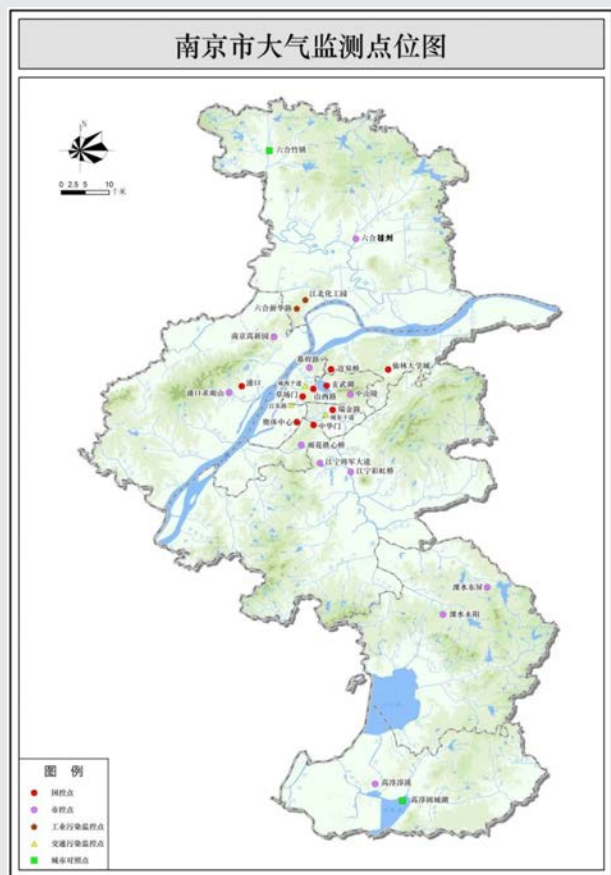 南京市大气监测点位图
N
0 2.5 5 10
千米
六合竹镇
六合雄州
江北化工园
六合新华路
南京高新园
幕府路
迈皋桥
仙林大学城
浦口
玄武湖
浦口求雨山
草场门
山西路
中山陵
瑞金路
奥体中心
中华门
雨花铁心桥
江宁将军大道
江宁彩虹桥
溧水东屏
溧水永阳
高淳淳溪
高淳固城湖
图 例
国控点
市控点
工业污染监控点
交通污染监控点
城市对照点